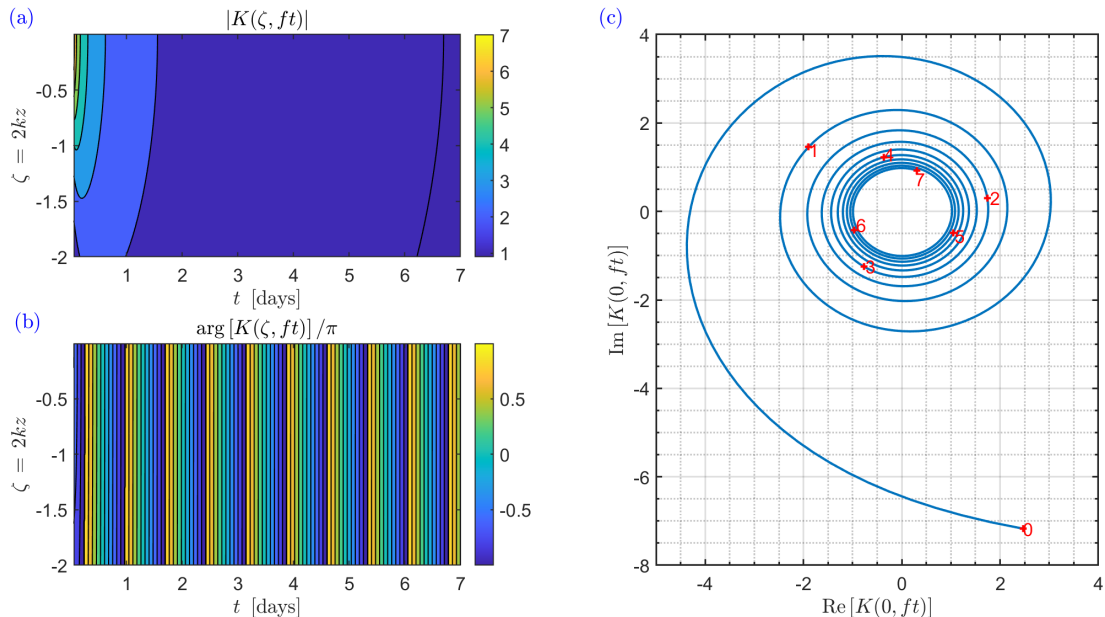 (a)
|K(ζ, ft)|
ζ = 2kz
-0.5
-1
-1.5
-2
1 2 3 4 5 6 7
t [days]
7
6
5
4
3
2
1
(b)
arg [K(ζ, ft)] /π
ζ = 2kz
-0.5
-1
-1.5
-2
1 2 3 4 5 6 7
t [days]
0.5
0
-0.5
(c)
Im [K(0, ft)]
4
2
0
-2
-4
-6
-8
-4 -2 0 2 4
Re [K(0, ft)]
1
4
7
2
6
5
3
0